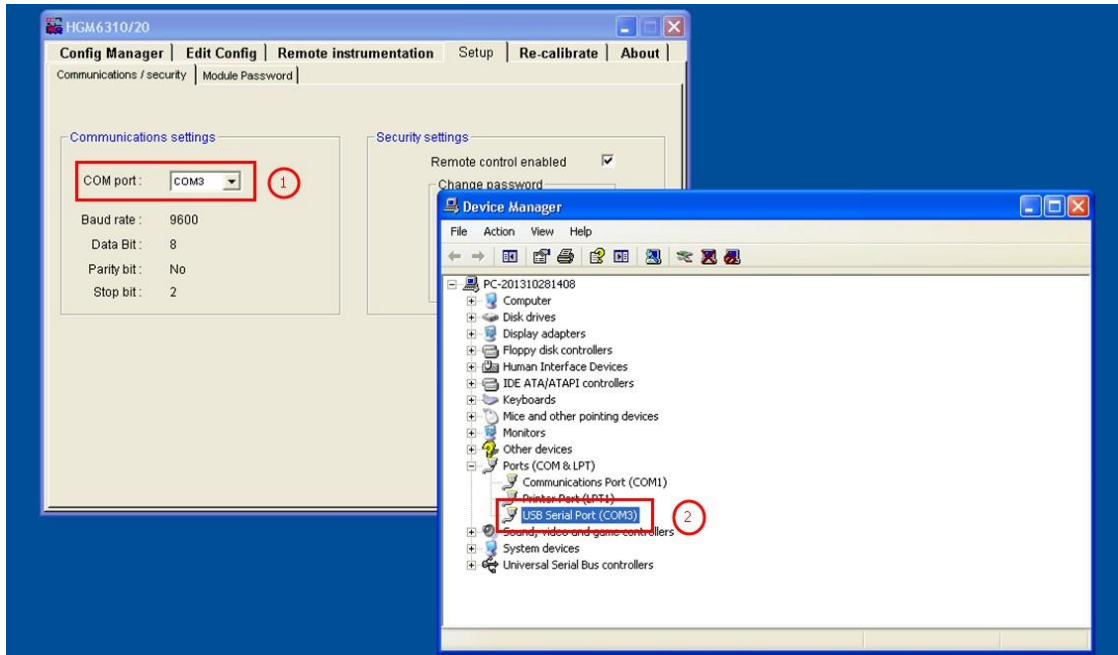 HGM6310/20
Config Manager Edit Config Remote instrumentation Setup Re-calibrate About
Communications / security Module Password
Communications settings
COM port : COM3
1
Baud rate : 9600
Data Bit : 8
Parity bit : No
Stop bit : 2
Security settings
Remote control enabled
Change password
Device Manager
File Action View Help
PC-201310281408
Computer
Disk drives
Display adapters
Floppy disk controllers
Human Interface Devices
IDE ATA/ATAPI controllers
Keyboards
Mice and other pointing devices
Monitors
Other devices
Ports (COM & LPT)
Communications Port (COM1)
Printer Port (LPT1)
USB Serial Port (COM3)
2
Sound, video and game controllers
System devices
Universal Serial Bus controllers